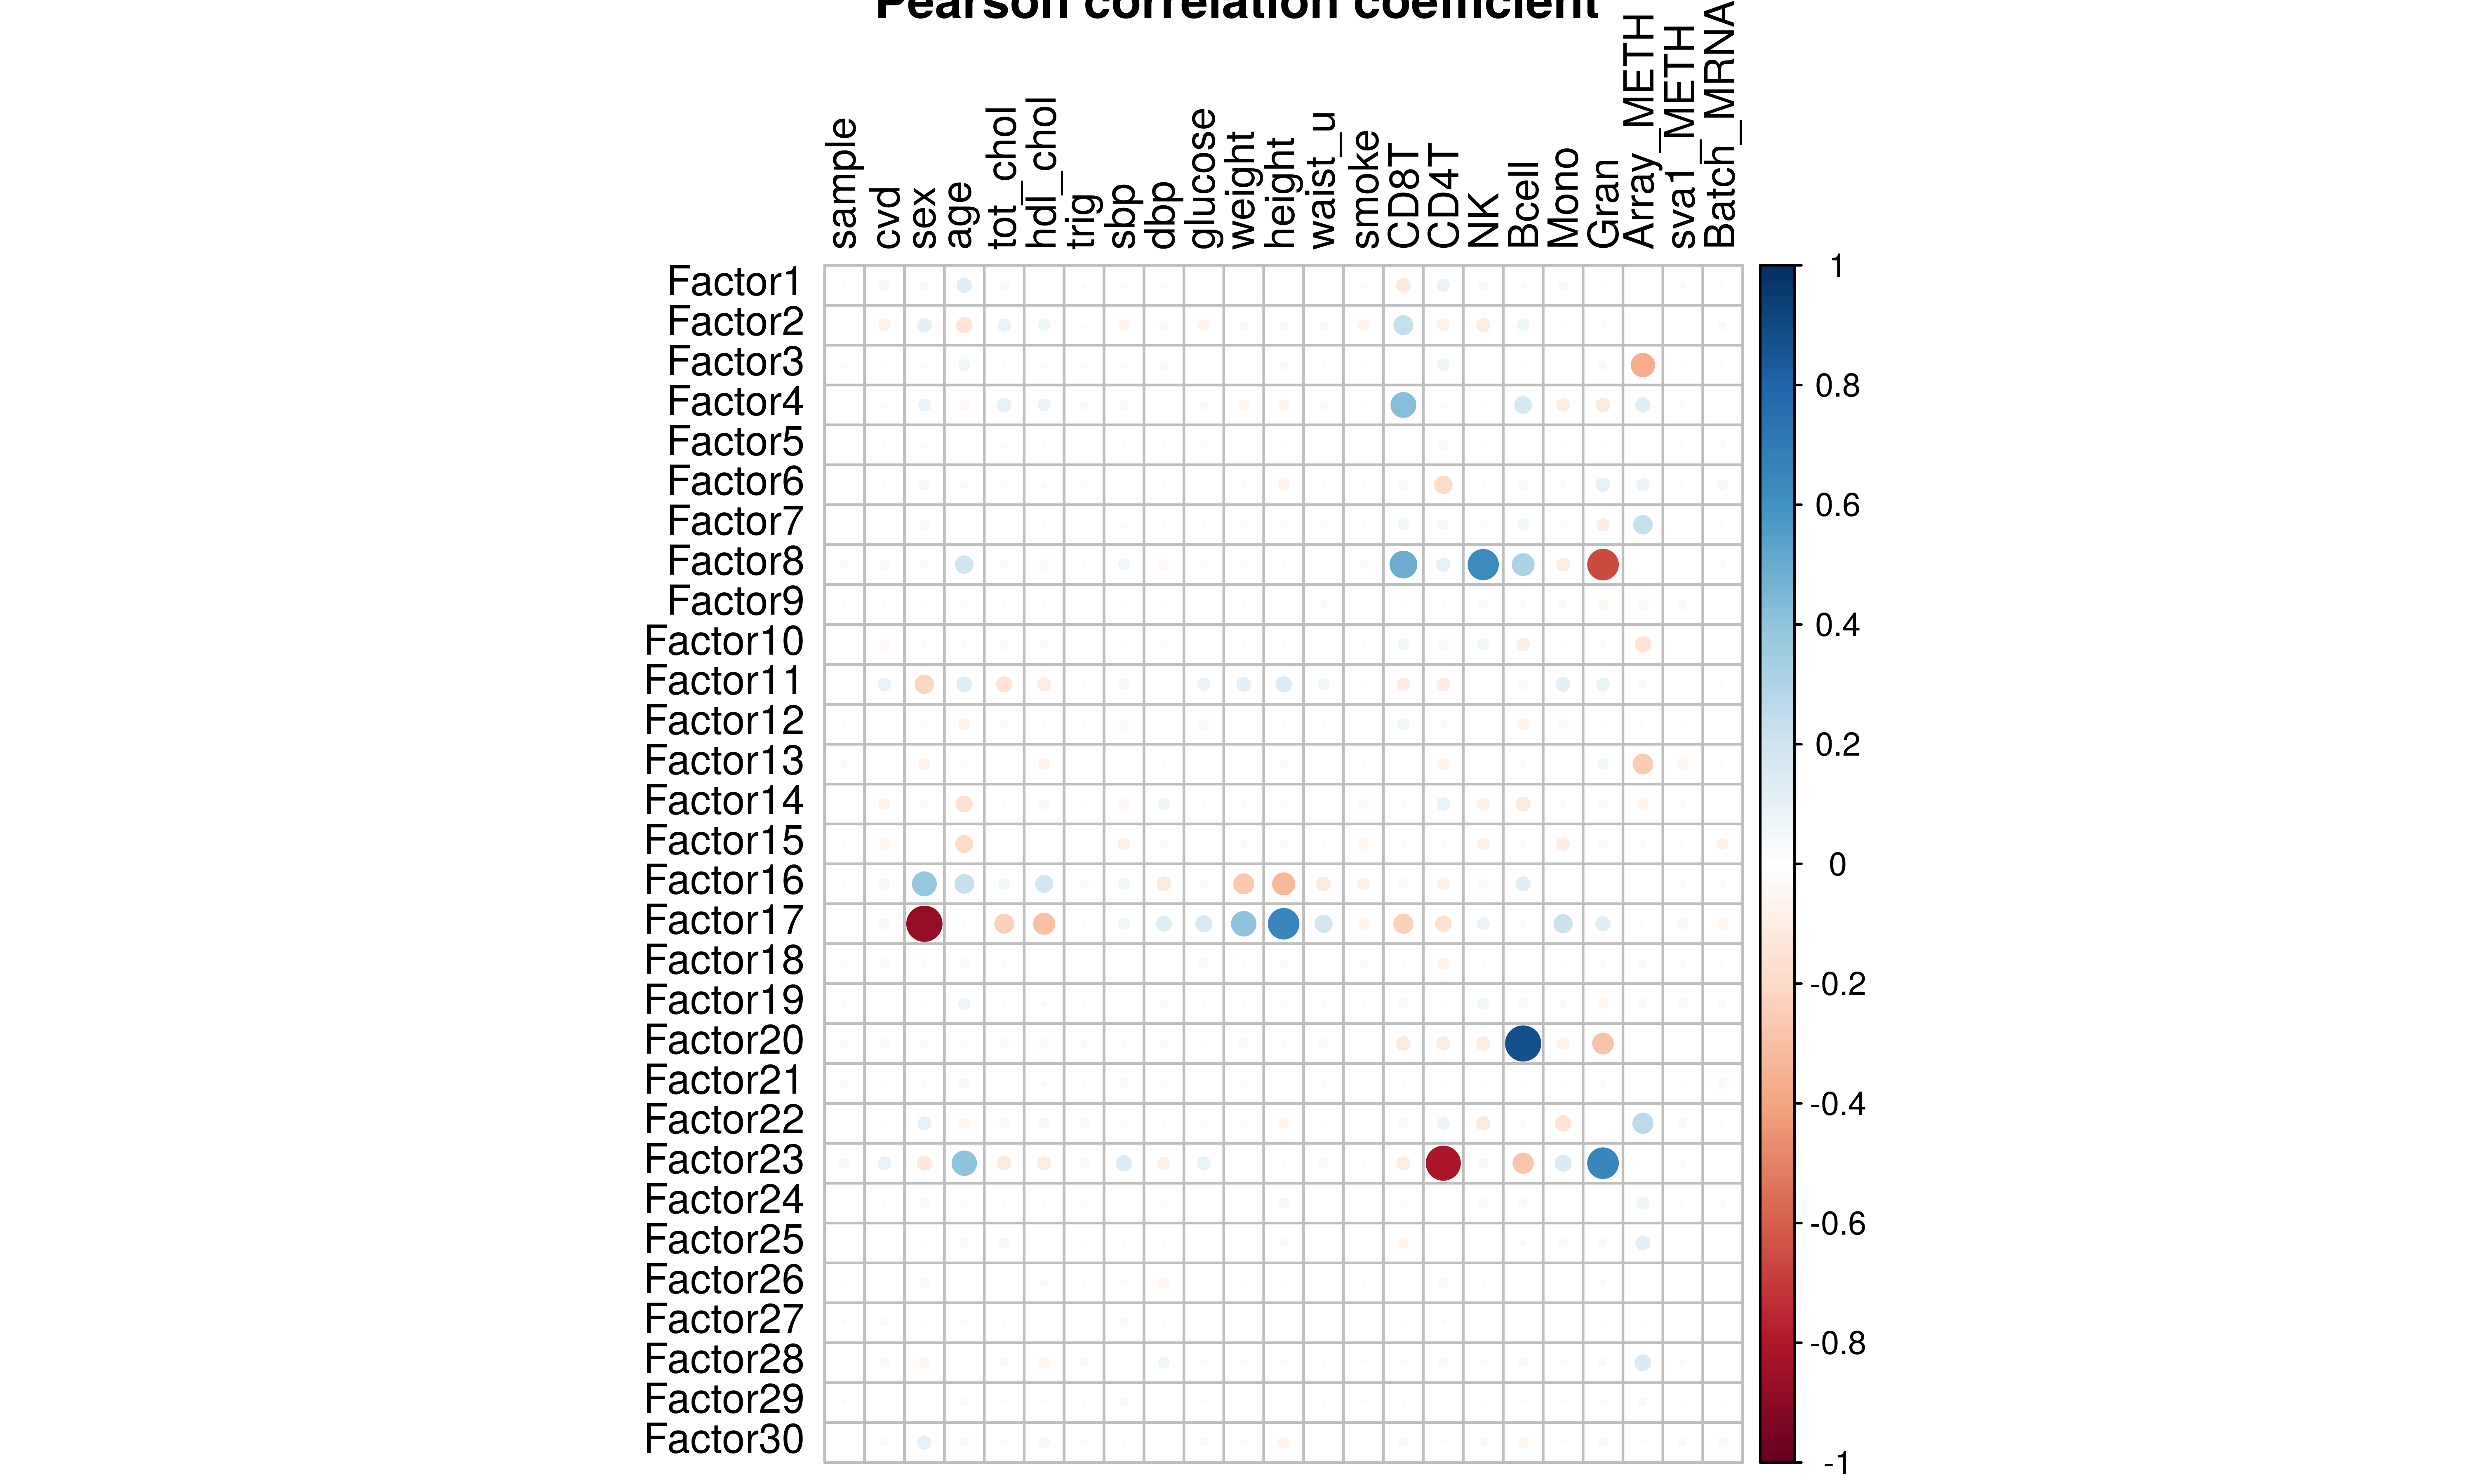 Pearson correlation coefficient
sample
cvd
sex
age
tot_chol
hdl_chol
trig
sbp
dbp
glucose
weight
height
waist_u
smoke
CD8T
CD4T
NK
Bcell
Mono
Gran
Array_METH
sva1_METH
Batch_MRNA
Factor1
Factor2
Factor3
Factor4
Factor5
Factor6
Factor7
Factor8
Factor9
Factor10
Factor11
Factor12
Factor13
Factor14
Factor15
Factor16
Factor17
Factor18
Factor19
Factor20
Factor21
Factor22
Factor23
Factor24
Factor25
Factor26
Factor27
Factor28
Factor29
Factor30
1
0.8
0.6
0.4
0.2
0
-0.2
-0.4
-0.6
-0.8
-1